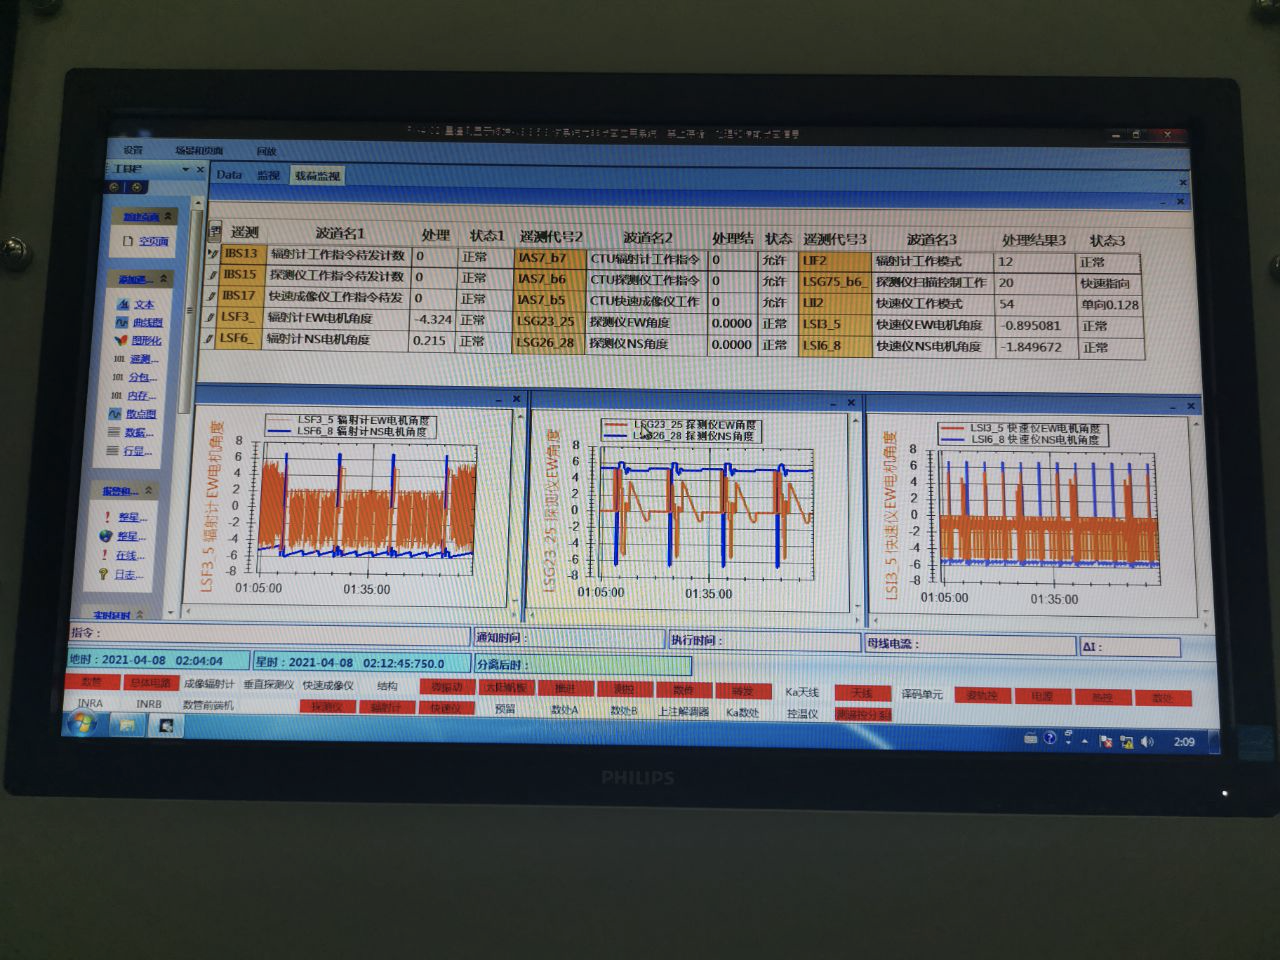 设置 场景和页面 回放
工具栏 Data 监视 载荷监视
新建页面
空页面
遥测 波道名1 处理 状态1 遥测代号2 波道名2 处理结 状态 遥测代号3 波道名3 处理结果3 状态3
IBS13 辐射计工作指令待发计数 0 正常 IAS7_b7 CTU辐射计工作指令 0 允许 LIF2 辐射计工作模式 12 正常
IBS15 探测仪工作指令待发计数 0 正常 IAS7_b6 CTU探测仪工作指令 0 允许 LSG75_b6_ 探测仪扫描控制工作 20 快速指向
IBS17 快速成像仪工作指令待发 0 正常 IAS7_b5 CTU快速成像仪工作 0 允许 LII2 快速仪工作模式 54 单向0.128
LSF3_ 辐射计EW电机角度 -4.324 正常 LSG23_25 探测仪EW角度 0.0000 正常 LSI3_5 快速仪EW电机角度 -0.895081 正常
LSF6_ 辐射计NS电机角度 0.215 正常 LSG26_28 探测仪NS角度 0.0000 正常 LSI6_8 快速仪NS电机角度 -1.849672 正常
添加遥...
文本
曲线图
图形化
101 遥测...
101 分包...
101 内存...
散点图
数据...
行显...
报警和...
整星...
整星...
在线...
日志...
实时延时
LSF3_5 辐射计EW电机角度
LSF6_8 辐射计NS电机角度
LSF3_5 辐射计EW电机角度
8
6
4
2
0
-2
-4
-6
-8
01:05:00 01:35:00
LSG23_25 探测仪EW角度
LSG26_28 探测仪NS角度
LSG23_25 探测仪EW角度
8
6
4
2
0
-2
-4
-6
-8
01:05:00 01:35:00
LSI3_5 快速仪EW电机角度
LSI6_8 快速仪NS电机角度
LSI3_5 快速仪EW电机角度
8
6
4
2
0
-2
-4
-6
-8
01:05:00 01:35:00
指令： 通知时间： 执行时间： 母线电流： ΔI：
地时：2021-04-08 02:04:04 星时：2021-04-08 02:12:45:750.0 分离后时：
数管 总体电路 成像辐射计 垂直探测仪 快速成像仪 结构 微振动 太阳帆板 推进 测控 数传 转发 Ka天线 天线 译码单元 姿轨控 电源 热控 数处
INRA INRB 数管前端机 探测仪 辐射计 快速仪 预留 数处A 数处B 上注解调器 Ka数处 控温仪 测遥控分系
2:09
PHILIPS